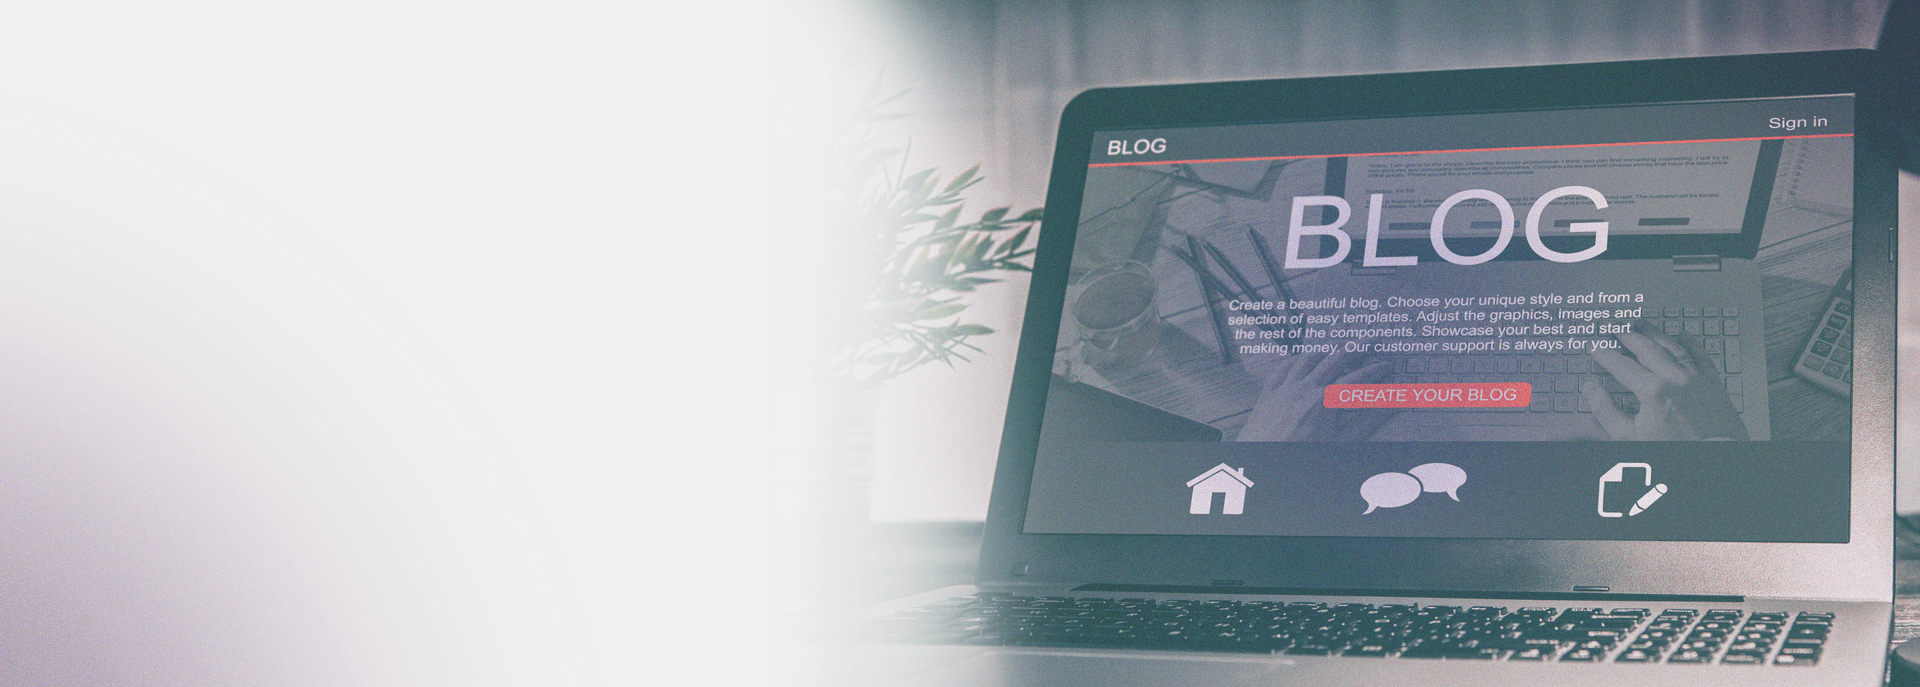 BLOG
Sign in
BLOG
Create a beautiful blog. Choose your unique style and from a
selection of easy templates. Adjust the graphics, images and
the rest of the components. Showcase your best and start
making money. Our customer support is always for you.
CREATE YOUR BLOG